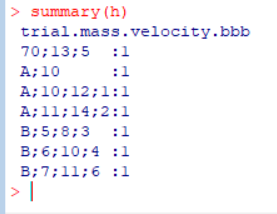 > summary(h)
trial.mass.velocity.bbb
70;13;5 :1
A;10 :1
A;10;12;1:1
A;11;14;2:1
B;5;8;3 :1
B;6;10;4 :1
B;7;11;6 :1
>